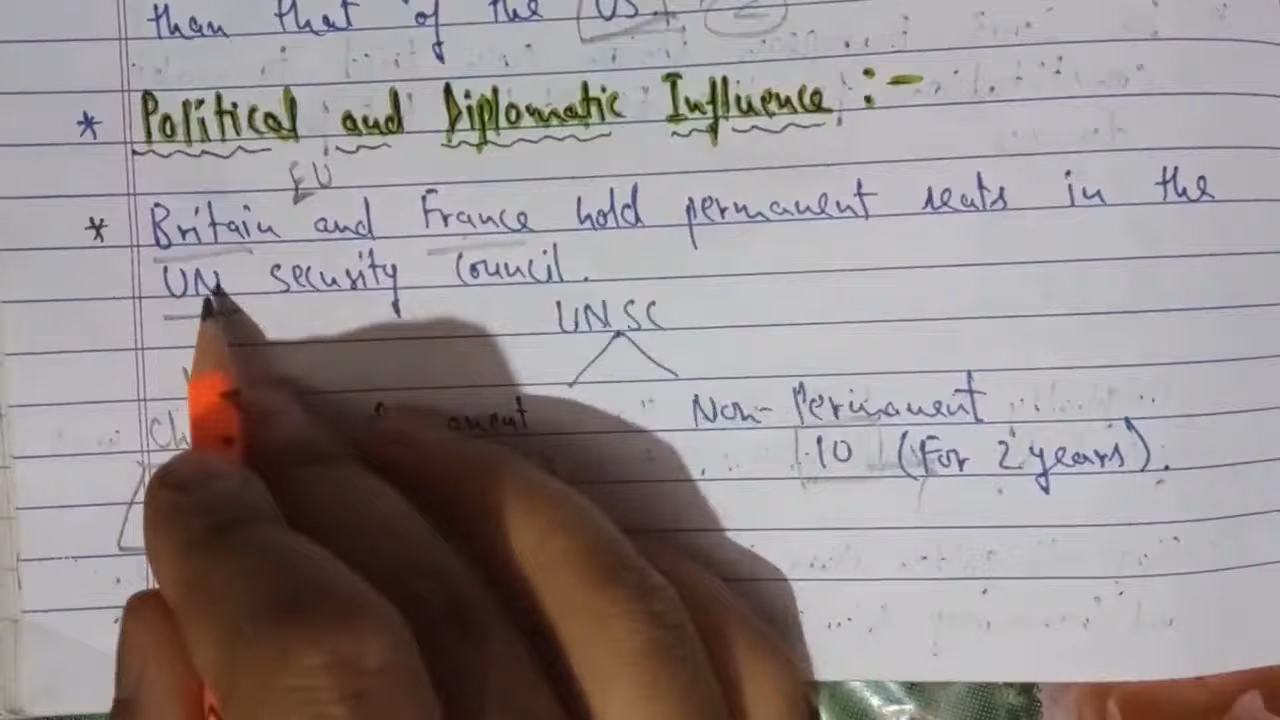 than that of the US.
* Political and Diplomatic Influence :-
EU
* Britain and France hold permanent seats in the
UN security Council.
UNSC
Non-Permanent
10 (For 2 years).